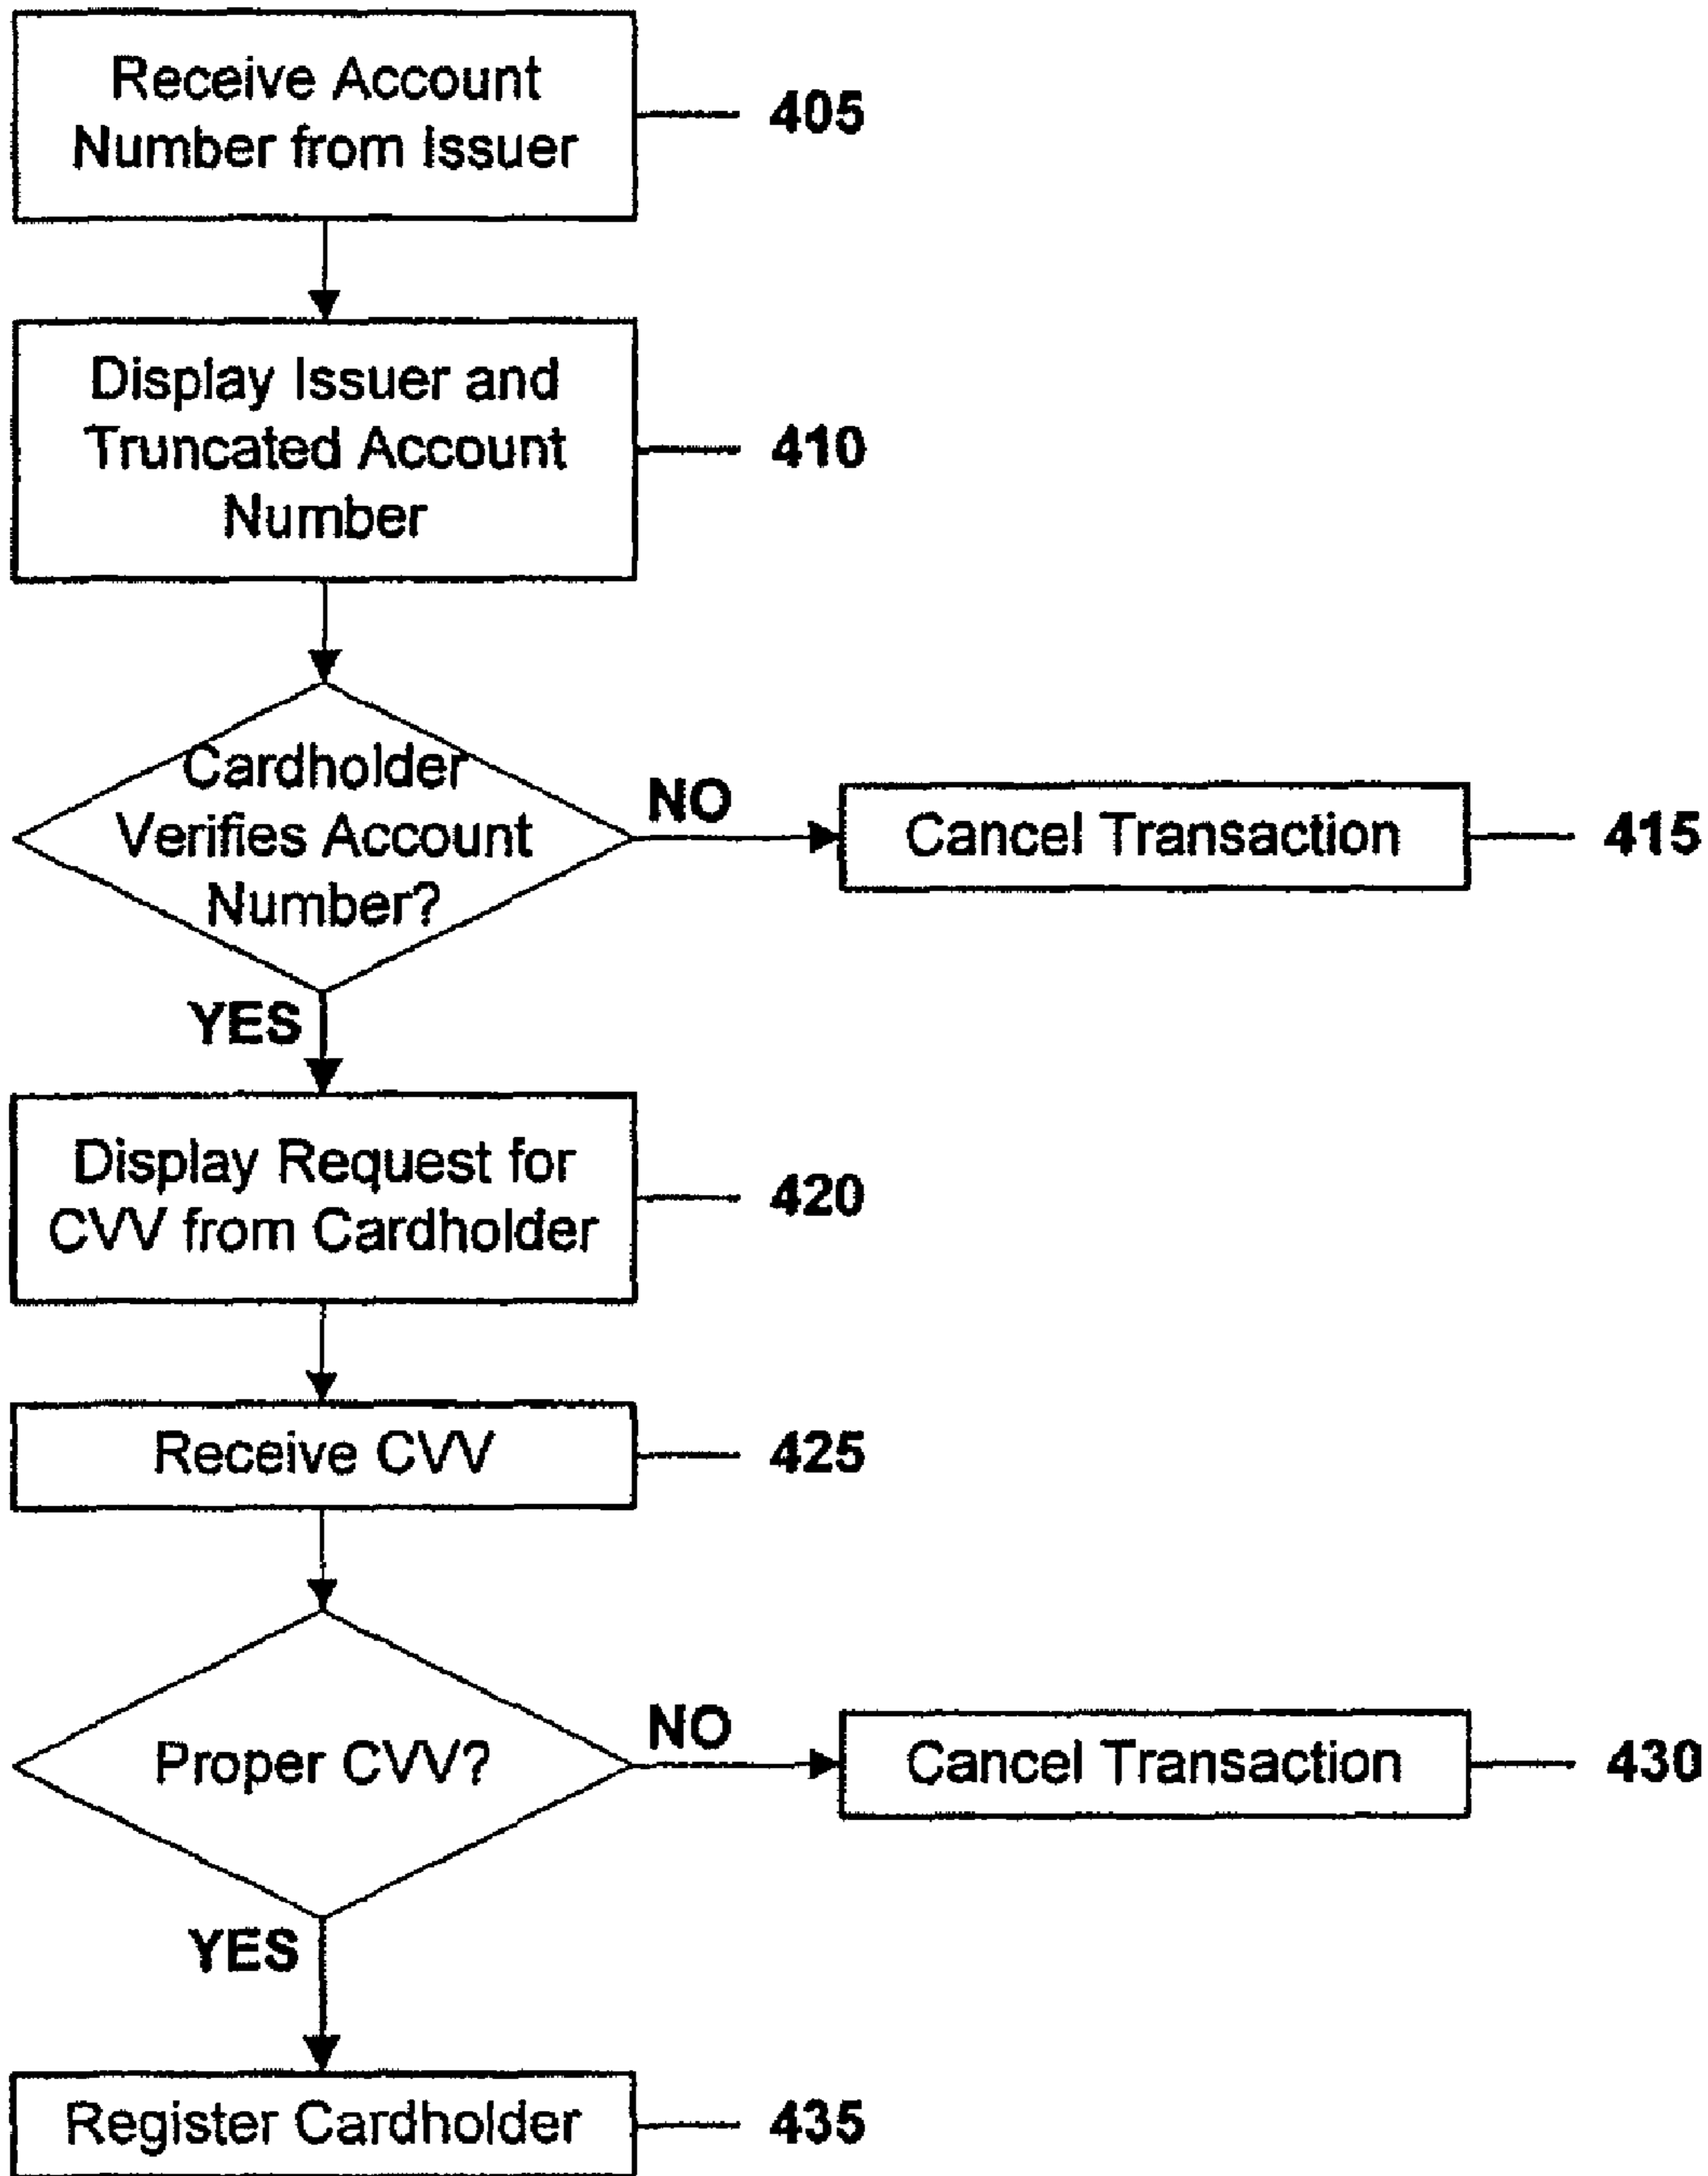 Receive Account
Number from Issuer
405
Display Issuer and
Truncated Account
Number
410
Cardholder
Verifies Account
Number?
NO
Cancel Transaction
415
YES
Display Request for
CVV from Cardholder
420
Receive CVV
425
Proper CVV?
NO
Cancel Transaction
430
YES
Register Cardholder
435